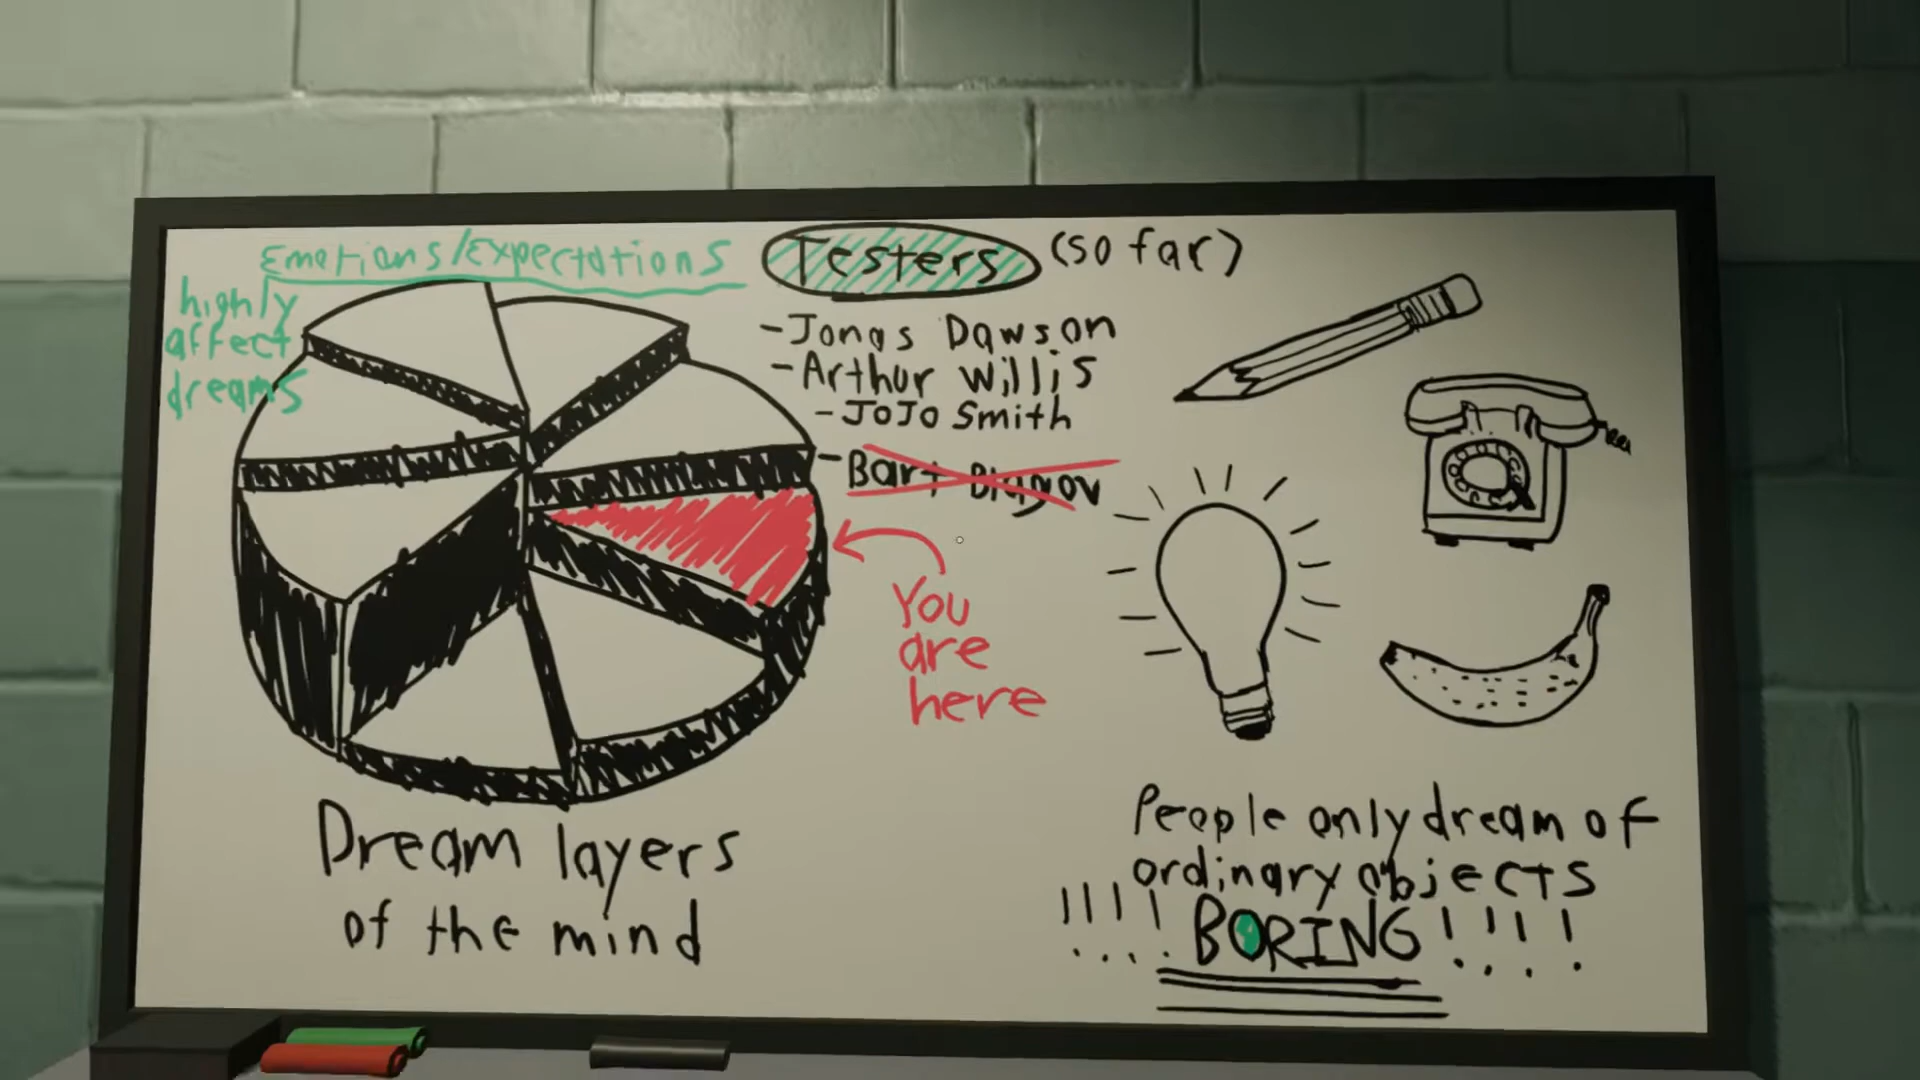 Emotions/Expectations
highly
affect
dreams
Testers (so far)
-Jonas Dawson
-Arthur Willis
-JoJo Smith
-Bart
You
are
here
Dream layers
of the mind
People only dream of
ordinary objects
!!!! BORING !!!!